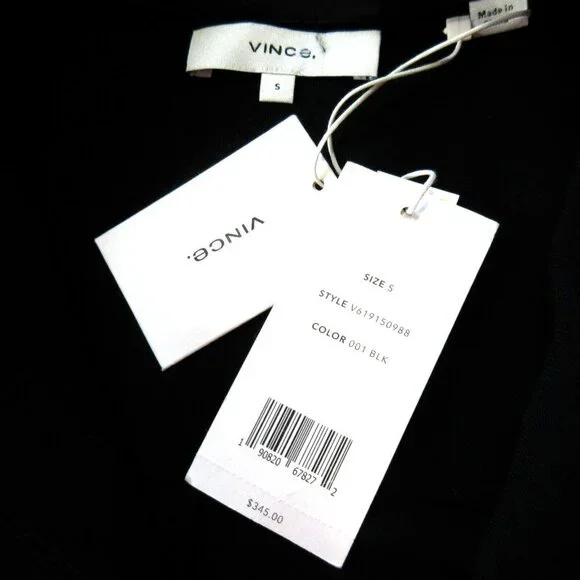 VINCe.
S
Made in
VINCe.
SIZE S
STYLE V619150988
COLOR 001 BLK
1 90820 67827 2
$345.00